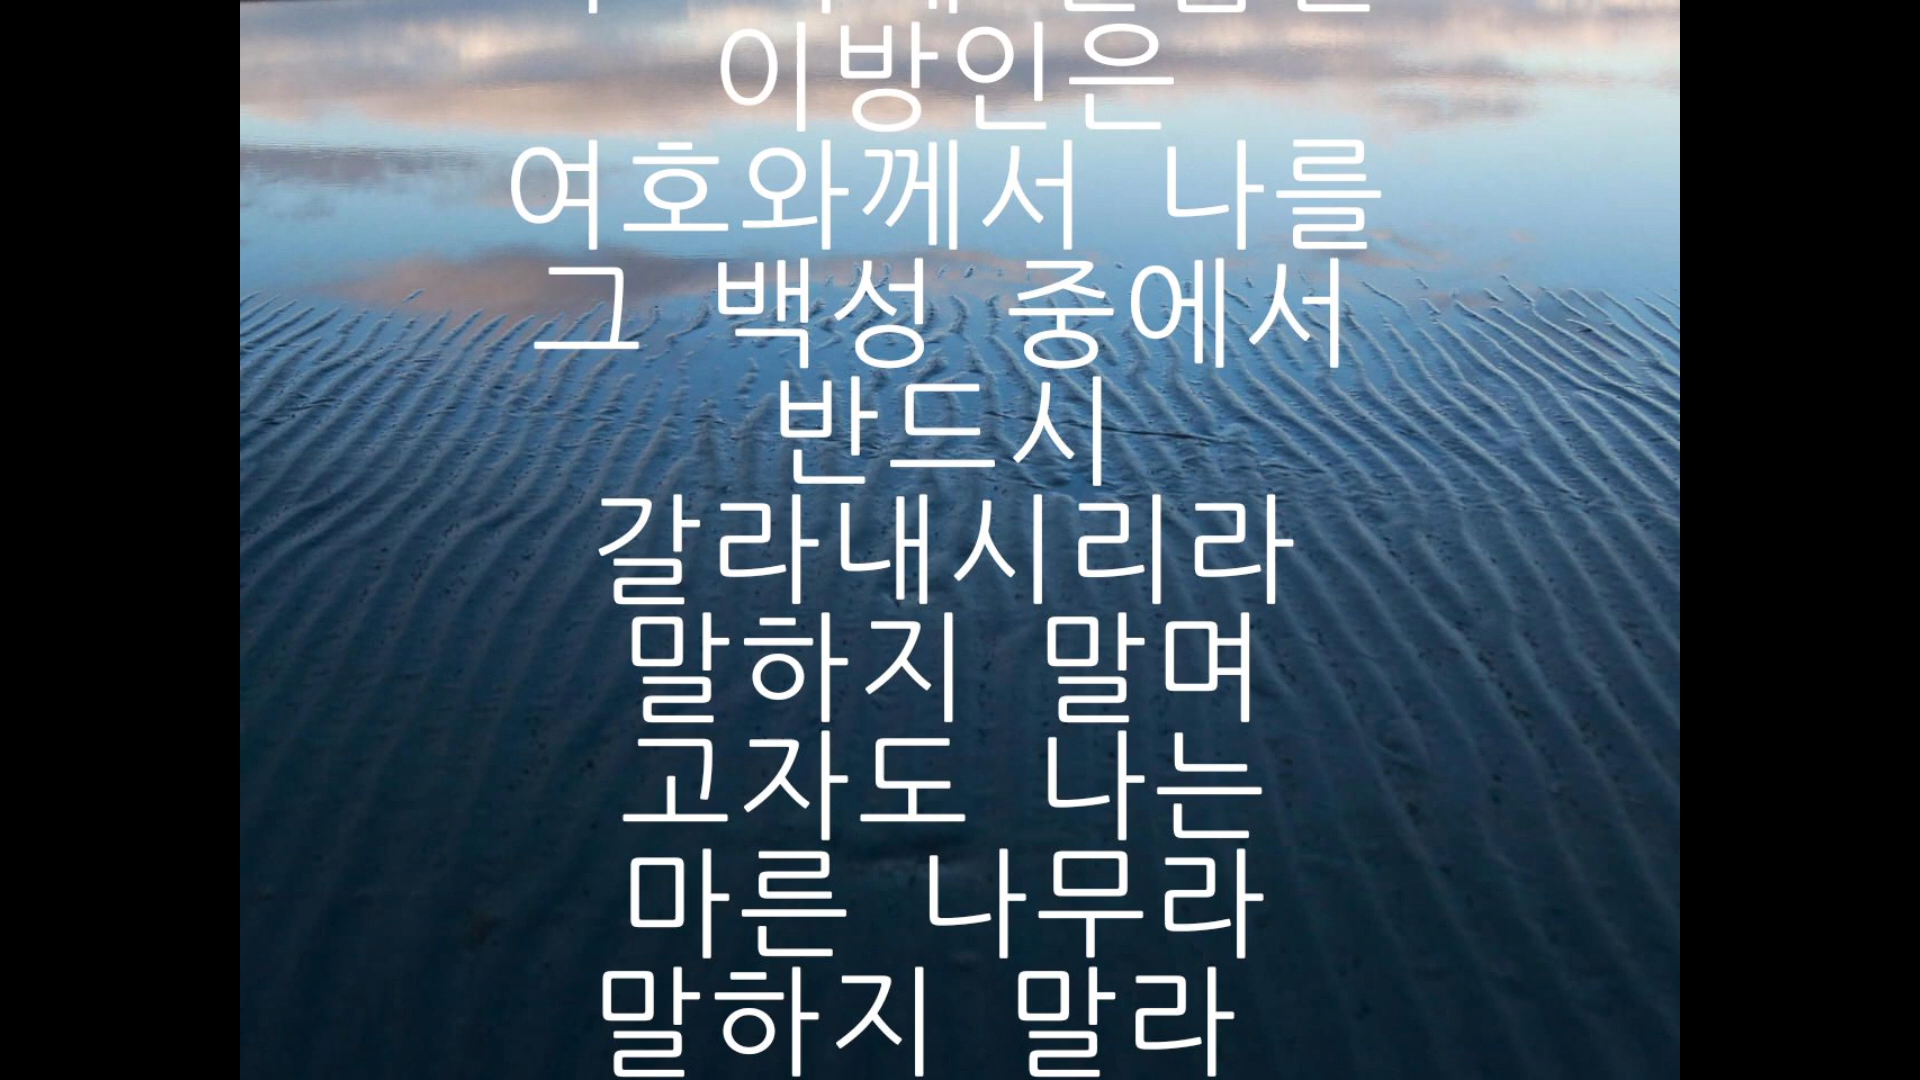 이방인은
여호와께서 나를
그 백성 중에서
반드시
갈라내시리라
말하지 말며
고자도 나는
마른 나무라
말하지 말라